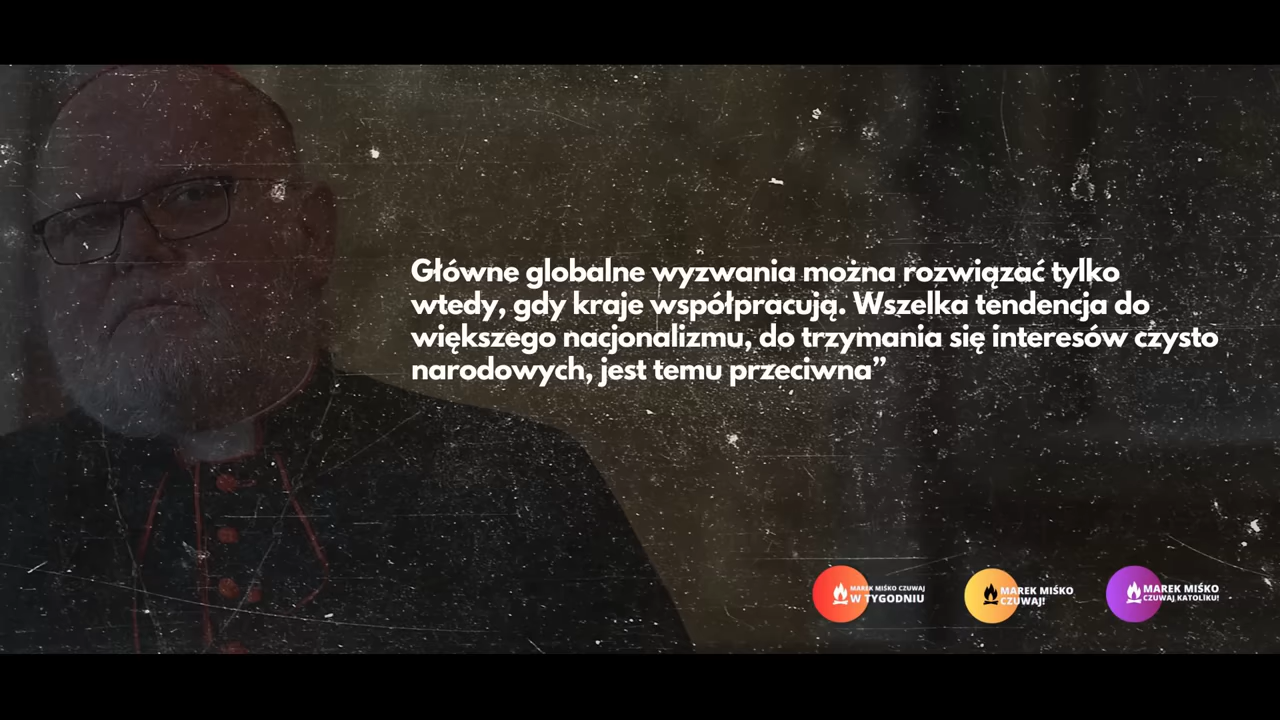 Główne globalne wyzwania można rozwiązać tylko
wtedy, gdy kraje współpracują. Wszelka tendencja do
większego nacjonalizmu, do trzymania się interesów czysto
narodowych, jest temu przeciwna”
MAREK MIŚKO CZUWAJ
W TYGODNIU
MAREK MIŚKO
CZUWAJ!
MAREK MIŚKO
CZUWAJ KATOLIKU!